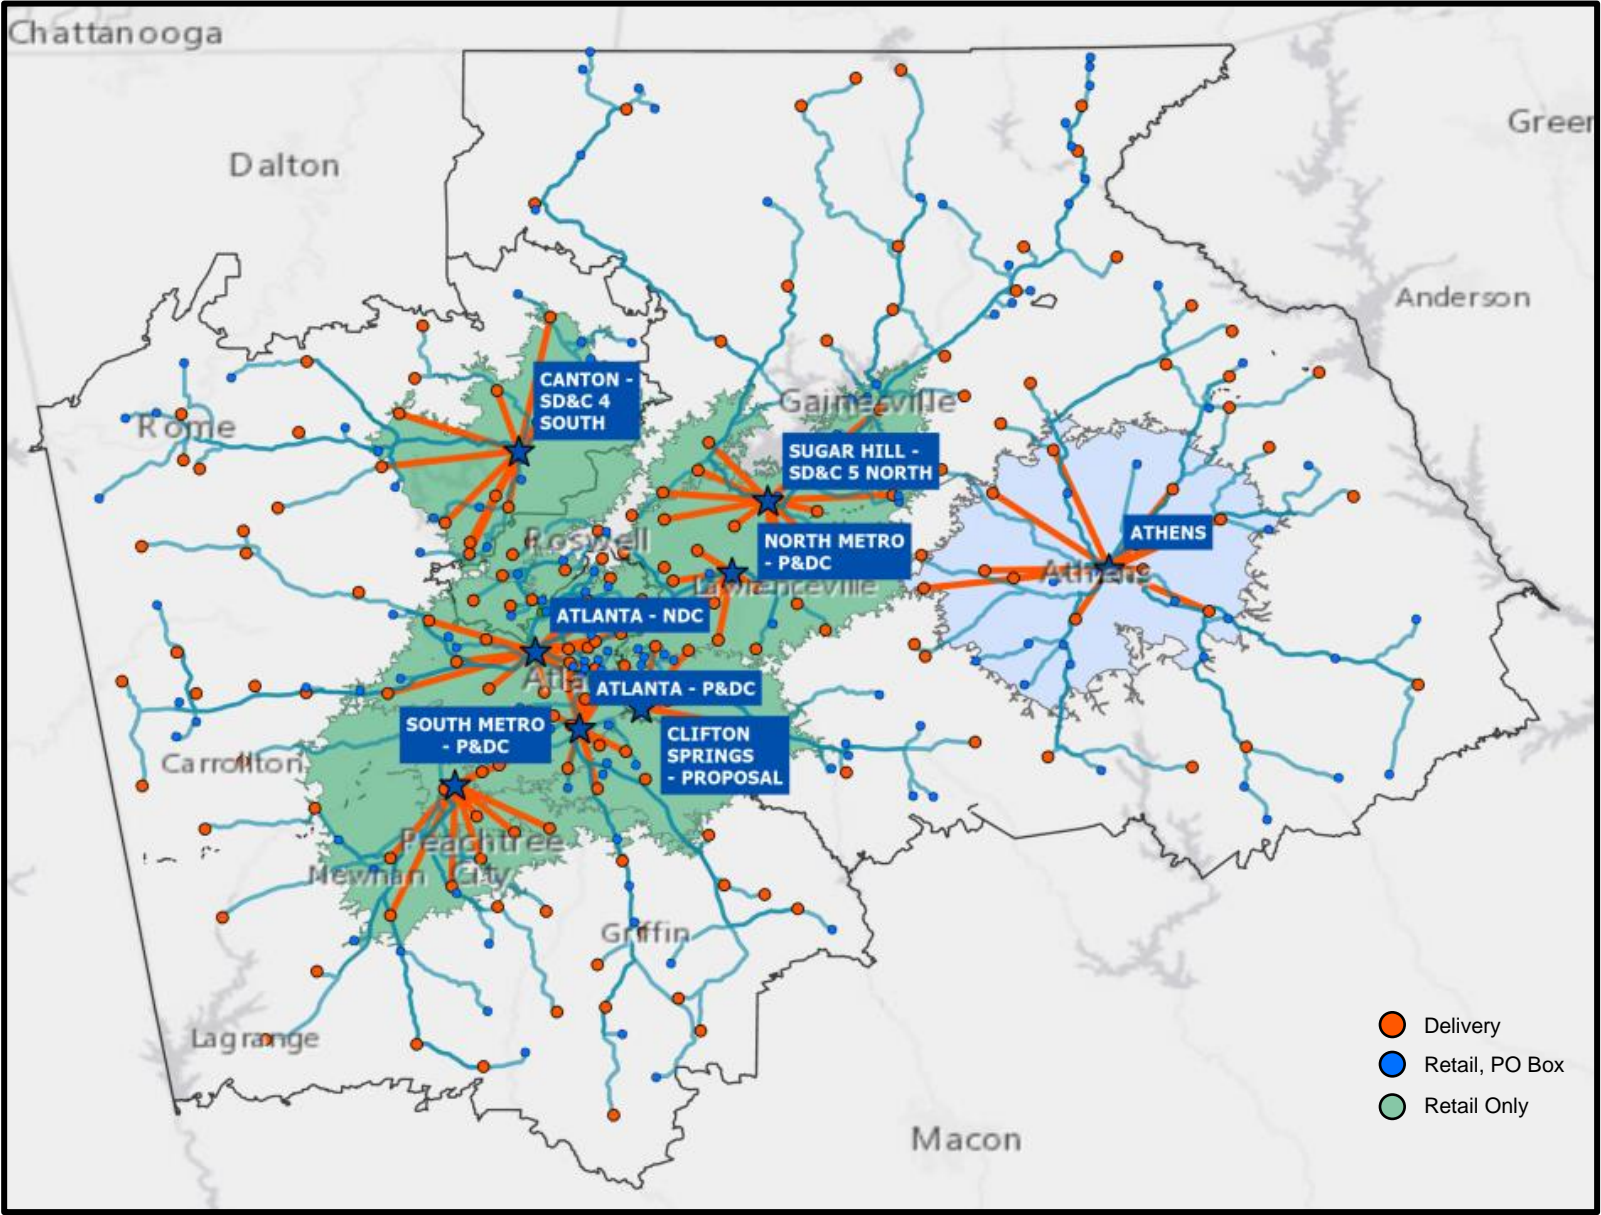 Chattanooga
Dalton
Anderson
CANTON -
SD&C 4
SOUTH
Gainesville
Rome
SUGAR HILL -
SD&C 5 NORTH
Roswell
ATHENS
NORTH METRO
- P&DC
Athens
Lawrenceville
ATLANTA - NDC
Atla
ATLANTA - P&DC
SOUTH METRO
- P&DC
CLIFTON
SPRINGS
- PROPOSAL
Carrollton
Peachtree
City
Newnan
Griffin
Lagrange
Macon
Delivery
Retail, PO Box
Retail Only